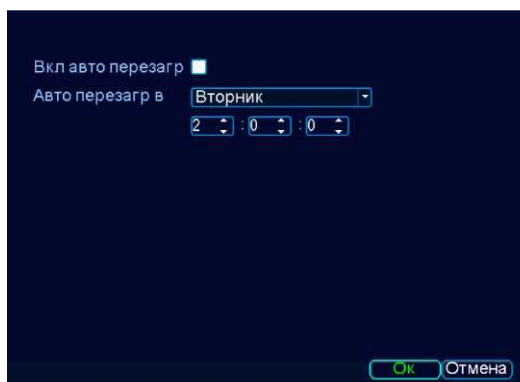 Вкл авто перезагр
Авто перезагр в Вторник
2 : 0 : 0
Ок Отмена